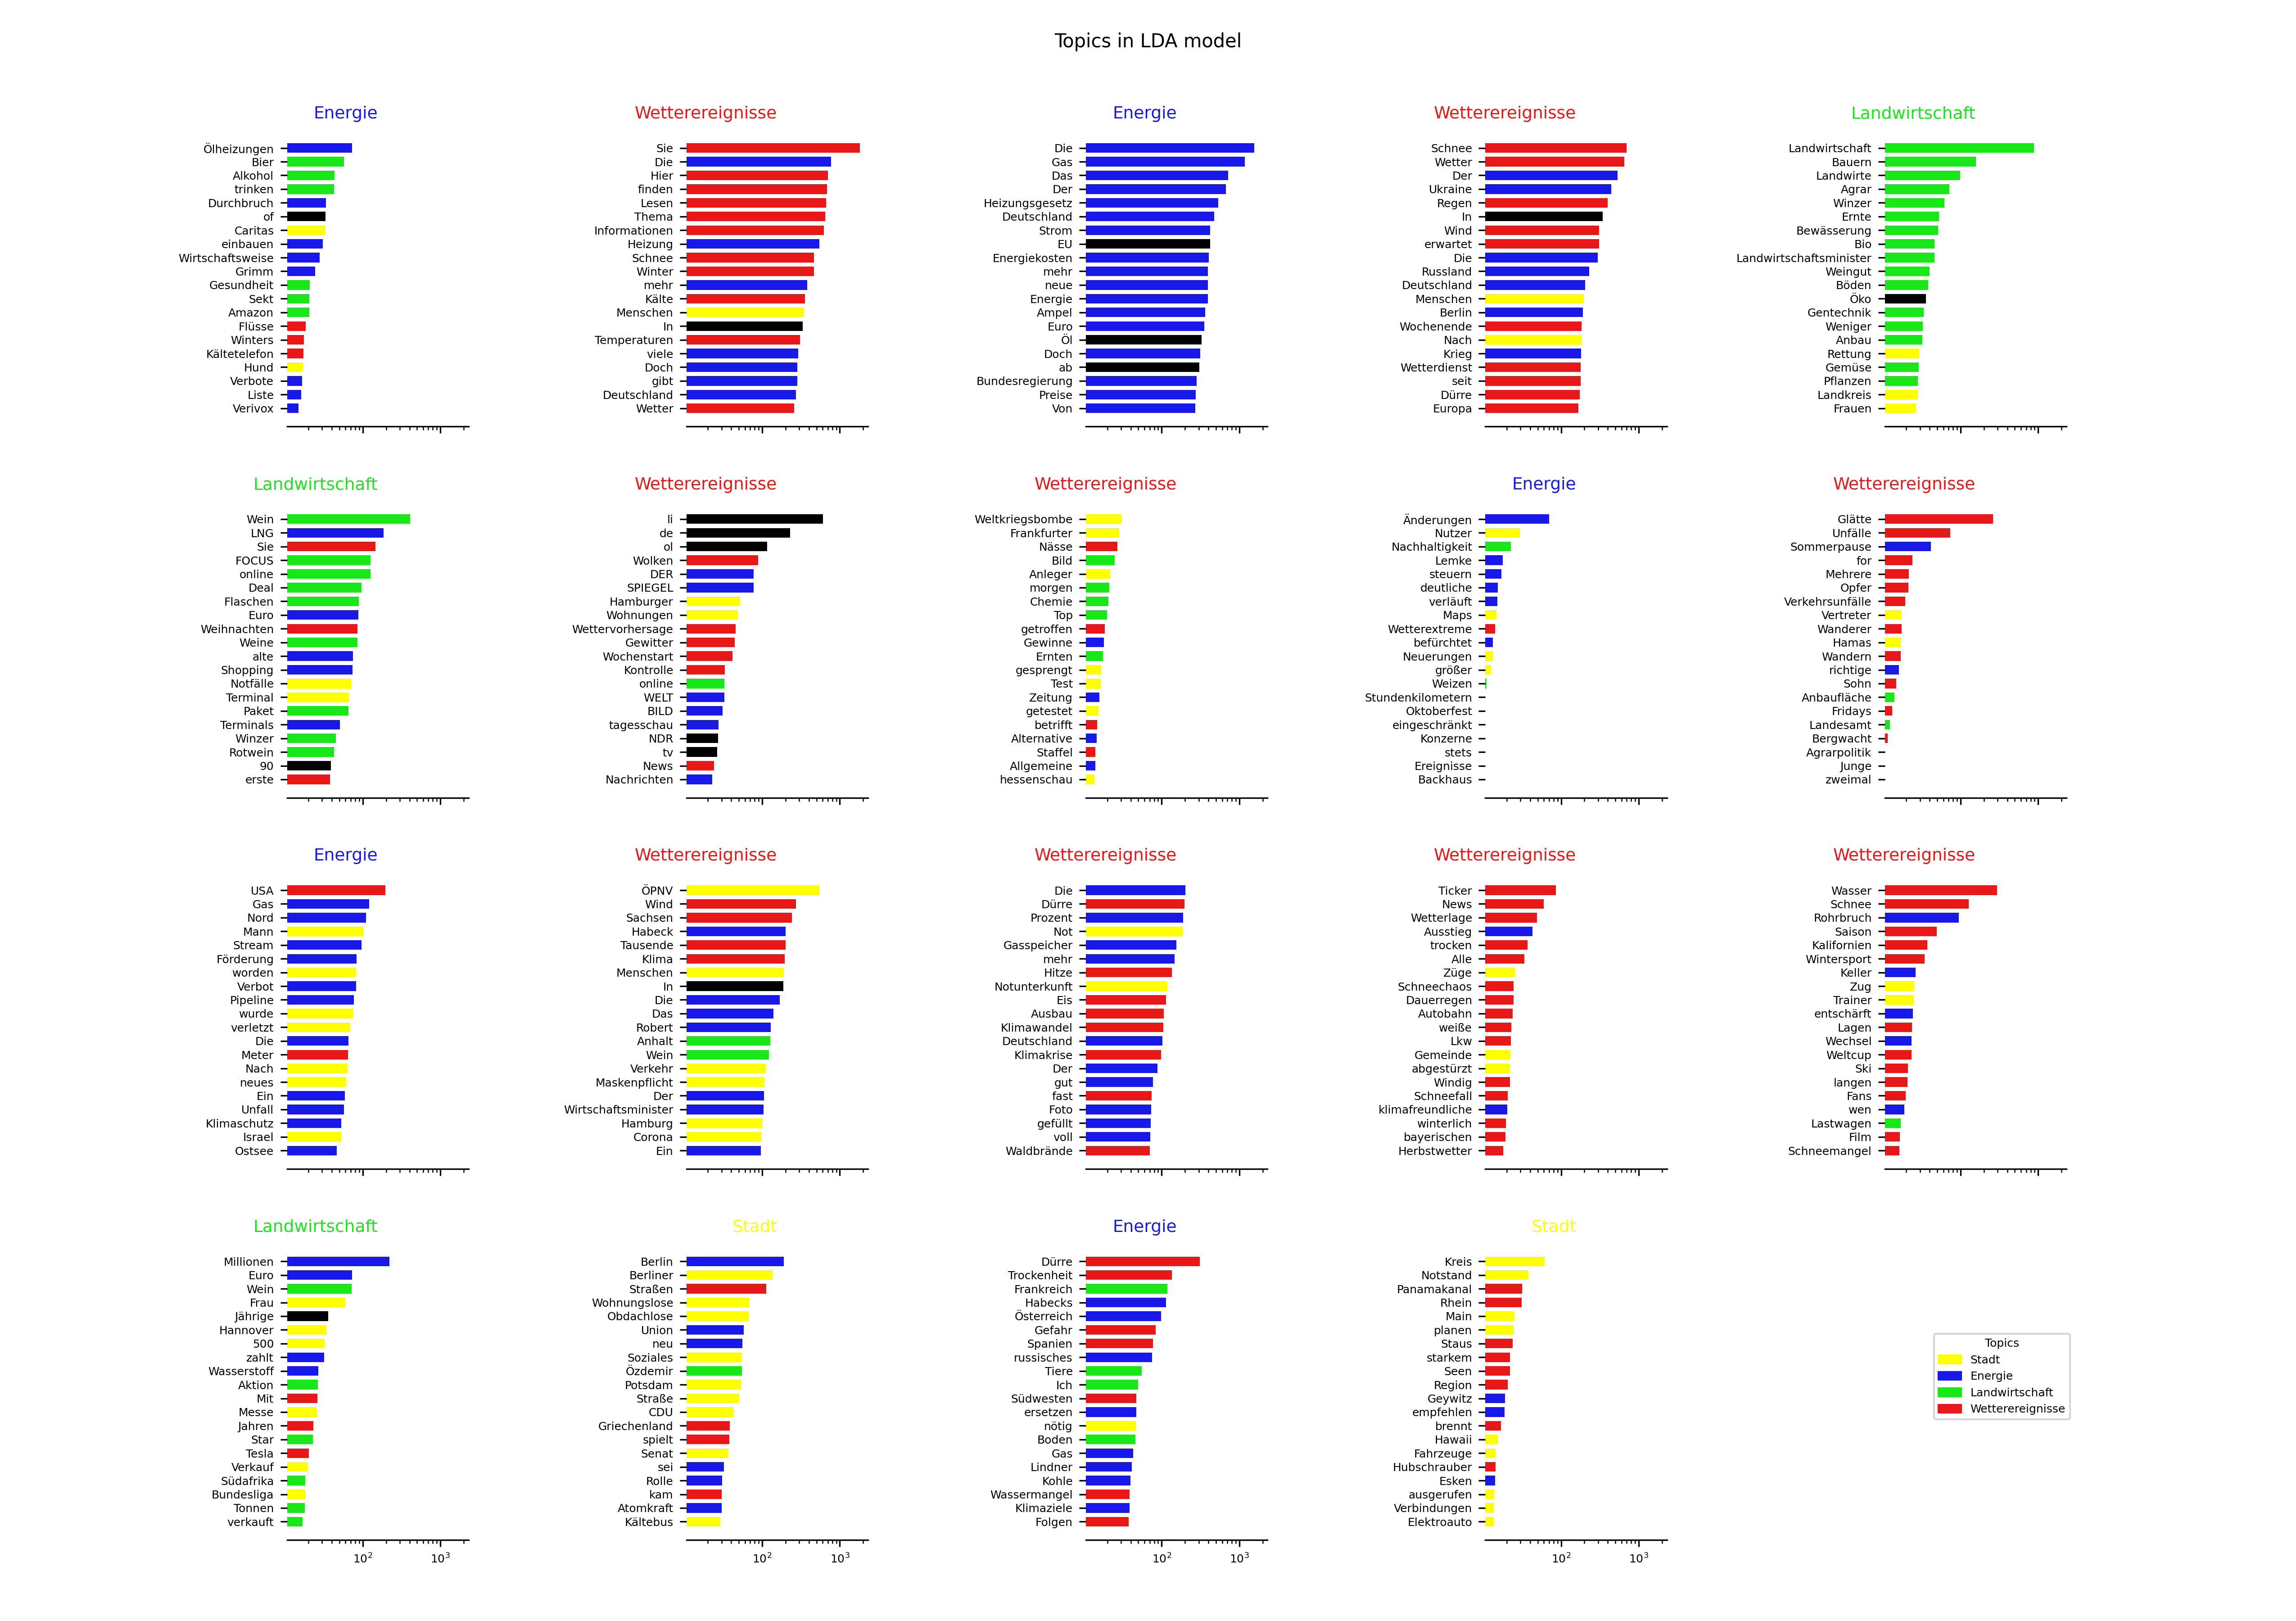 Topics in LDA model
Energie
Ölheizungen
Bier
Alkohol
trinken
Durchbruch
of
Caritas
einbauen
Wirtschaftsweise
Grimm
Gesundheit
Sekt
Amazon
Flüsse
Winters
Kältetelefon
Hund
Verbote
Liste
Verivox
Wetterereignisse
Sie
Die
Hier
finden
Lesen
Thema
Informationen
Heizung
Schnee
Winter
mehr
Kälte
Menschen
In
Temperaturen
viele
Doch
gibt
Deutschland
Wetter
Energie
Die
Gas
Das
Der
Heizungsgesetz
Deutschland
Strom
EU
Energiekosten
mehr
neue
Energie
Ampel
Euro
Öl
Doch
ab
Bundesregierung
Preise
Von
Wetterereignisse
Schnee
Wetter
Der
Ukraine
Regen
In
Wind
erwartet
Die
Russland
Deutschland
Menschen
Berlin
Wochenende
Nach
Krieg
Wetterdienst
seit
Dürre
Europa
Landwirtschaft
Landwirtschaft
Bauern
Landwirte
Agrar
Winzer
Ernte
Bewässerung
Bio
Landwirtschaftsminister
Weingut
Böden
Öko
Gentechnik
Weniger
Anbau
Rettung
Gemüse
Pflanzen
Landkreis
Frauen
Landwirtschaft
Wein
LNG
Sie
FOCUS
online
Deal
Flaschen
Euro
Weihnachten
Weine
alte
Shopping
Notfälle
Terminal
Paket
Terminals
Winzer
Rotwein
90
erste
Wetterereignisse
li
de
ol
Wolken
DER
SPIEGEL
Hamburger
Wohnungen
Wettervorhersage
Gewitter
Wochenstart
Kontrolle
online
WELT
BILD
tagesschau
NDR
tv
News
Nachrichten
Wetterereignisse
Weltkriegsbombe
Frankfurter
Nässe
Bild
Anleger
morgen
Chemie
Top
getroffen
Gewinne
Ernten
gesprengt
Test
Zeitung
getestet
betrifft
Alternative
Staffel
Allgemeine
hessenschau
Energie
Änderungen
Nutzer
Nachhaltigkeit
Lemke
steuern
deutliche
verläuft
Maps
Wetterextreme
befürchtet
Neuerungen
größer
Weizen
Stundenkilometern
Oktoberfest
eingeschränkt
Konzerne
stets
Ereignisse
Backhaus
Wetterereignisse
Glätte
Unfälle
Sommerpause
for
Mehrere
Opfer
Verkehrsunfälle
Vertreter
Wanderer
Hamas
Wandern
richtige
Sohn
Anbaufläche
Fridays
Landesamt
Bergwacht
Agrarpolitik
Junge
zweimal
Energie
USA
Gas
Nord
Mann
Stream
Förderung
worden
Verbot
Pipeline
wurde
verletzt
Die
Meter
Nach
neues
Ein
Unfall
Klimaschutz
Israel
Ostsee
Wetterereignisse
ÖPNV
Wind
Sachsen
Habeck
Tausende
Klima
Menschen
In
Die
Das
Robert
Anhalt
Wein
Verkehr
Maskenpflicht
Der
Wirtschaftsminister
Hamburg
Corona
Ein
Wetterereignisse
Die
Dürre
Prozent
Not
Gasspeicher
mehr
Hitze
Notunterkunft
Eis
Ausbau
Klimawandel
Deutschland
Klimakrise
Der
gut
fast
Foto
gefüllt
voll
Waldbrände
Wetterereignisse
Ticker
News
Wetterlage
Ausstieg
trocken
Alle
Züge
Schneechaos
Dauerregen
Autobahn
weiße
Lkw
Gemeinde
abgestürzt
Windig
Schneefall
klimafreundliche
winterlich
bayerischen
Herbstwetter
Wetterereignisse
Wasser
Schnee
Rohrbruch
Saison
Kalifornien
Wintersport
Keller
Zug
Trainer
entschärft
Lagen
Wechsel
Weltcup
Ski
langen
Fans
wen
Lastwagen
Film
Schneemangel
Landwirtschaft
Millionen
Euro
Wein
Frau
Jährige
Hannover
500
zahlt
Wasserstoff
Aktion
Mit
Messe
Jahren
Star
Tesla
Verkauf
Südafrika
Bundesliga
Tonnen
verkauft
10² 10³
Stadt
Berlin
Berliner
Straßen
Wohnungslose
Obdachlose
Union
neu
Soziales
Özdemir
Potsdam
Straße
CDU
Griechenland
spielt
Senat
sei
Rolle
kam
Atomkraft
Kältebus
10² 10³
Energie
Dürre
Trockenheit
Frankreich
Habecks
Österreich
Gefahr
Spanien
russisches
Tiere
Ich
Südwesten
ersetzen
nötig
Boden
Gas
Lindner
Kohle
Wassermangel
Klimaziele
Folgen
10² 10³
Stadt
Kreis
Notstand
Panamakanal
Rhein
Main
planen
Staus
starkem
Seen
Region
Geywitz
empfehlen
brennt
Hawaii
Fahrzeuge
Hubschrauber
Esken
ausgerufen
Verbindungen
Elektroauto
10² 10³
Topics
Stadt
Energie
Landwirtschaft
Wetterereignisse